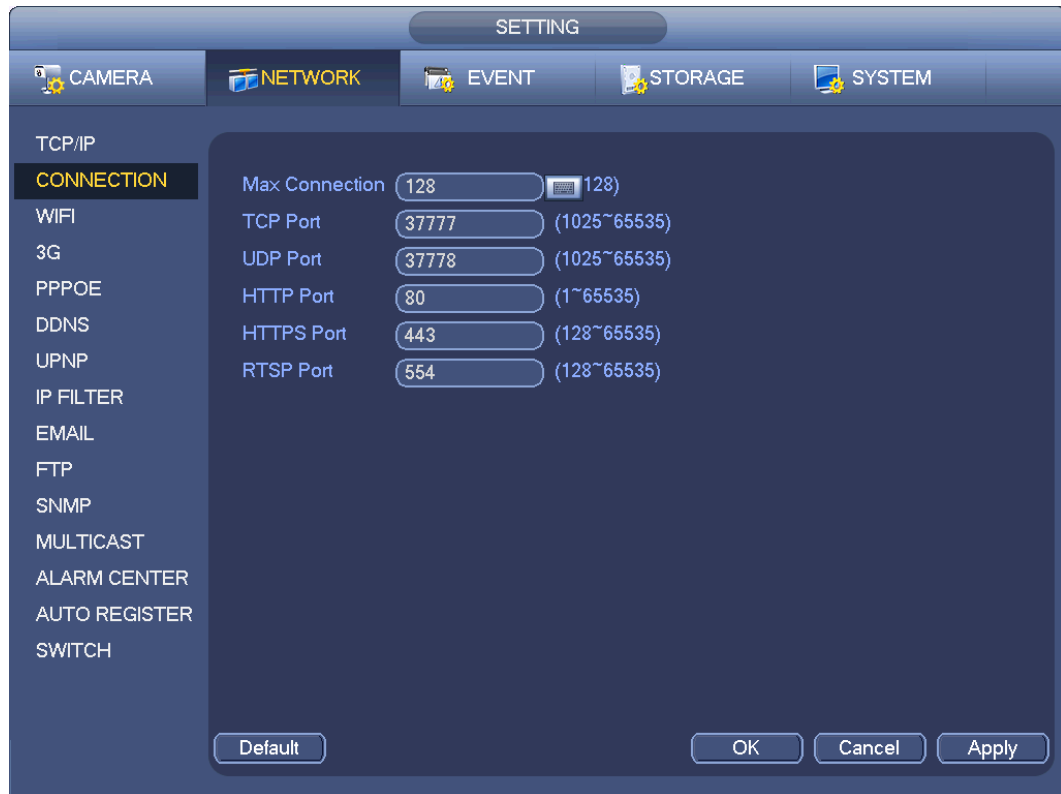 SETTING
CAMERA NETWORK EVENT STORAGE SYSTEM
TCP/IP
CONNECTION
WIFI
3G
PPPOE
DDNS
UPNP
IP FILTER
EMAIL
FTP
SNMP
MULTICAST
ALARM CENTER
AUTO REGISTER
SWITCH
Max Connection 128 128)
TCP Port 37777 (1025~65535)
UDP Port 37778 (1025~65535)
HTTP Port 80 (1~65535)
HTTPS Port 443 (128~65535)
RTSP Port 554 (128~65535)
Default OK Cancel Apply